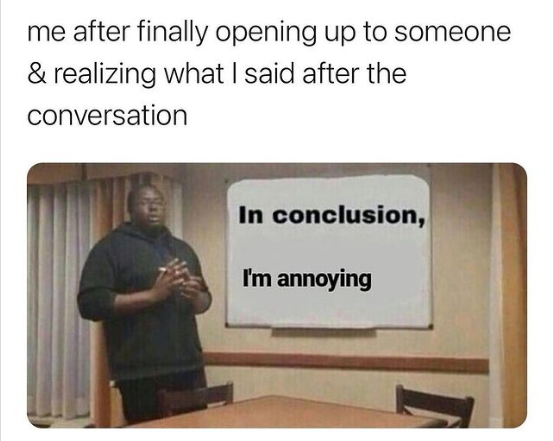 me after finally opening up to someone
& realizing what I said after the
conversation
In conclusion,
I'm annoying